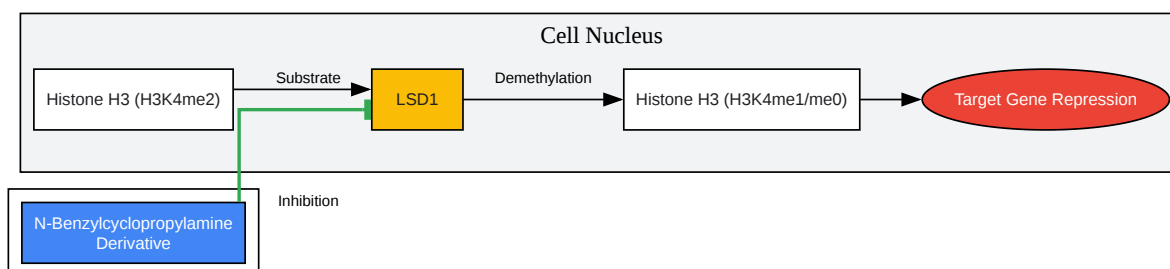 Cell Nucleus
Histone H3 (H3K4me2)
Substrate
LSD1
Demethylation
Histone H3 (H3K4me1/me0)
Target Gene Repression
Inhibition
N-Benzylcyclopropylamine
Derivative